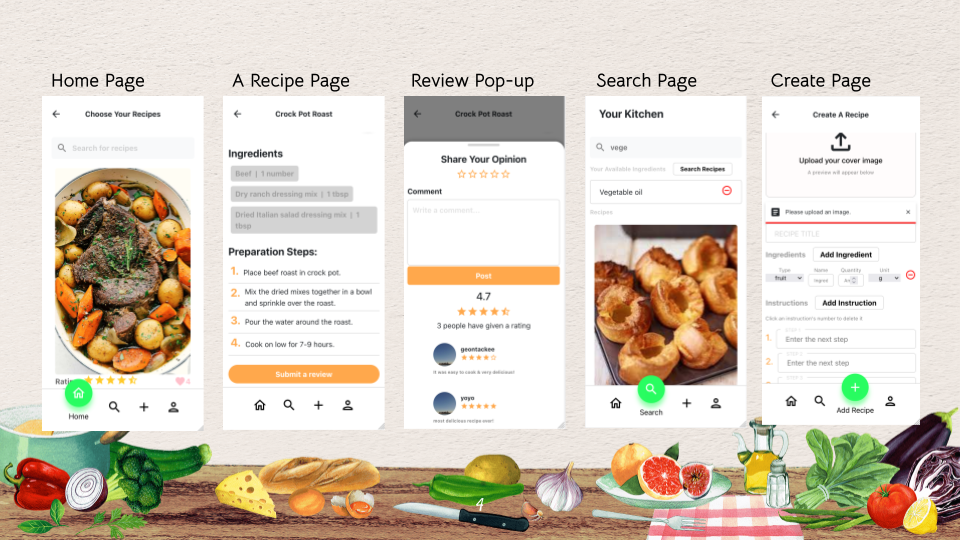 Home Page
Choose Your Recipes
Search for recipes
4
Home
A Recipe Page
Crock Pot Roast
Ingredients
Beef | 1 number
Dry ranch dressing mix | 1 tbsp
Dried Italian salad dressing mix | 1
tbsp
Preparation Steps:
1. Place beef roast in crock pot.
2. Mix the dried mixes together in a bowl
and sprinkle over the roast.
3. Pour the water around the roast.
4. Cook on low for 7-9 hours.
Submit a review
Review Pop-up
Crock Pot Roast
Share Your Opinion
Comment
Write a comment...
Post
4.7
3 people have given a rating
geontackee
it was easy to cook & very delicious!
yoyo
most delicious recipe ever!
Search Page
Your Kitchen
vege
Your Available Ingredients
Search Recipes
Vegetable oil
Recipes
Search
Create Page
Create A Recipe
Upload your cover image
A preview will appear below
Please upload an image.
RECIPE TITLE
Ingredients
Add Ingredient
Type
Name
Quantity
Unit
fruit
g
Instructions
Add Instruction
Click an instruction's number to delete it
1.
STEP 1
Enter the next step
2.
STEP 2
Enter the next step
Add Recipe
4